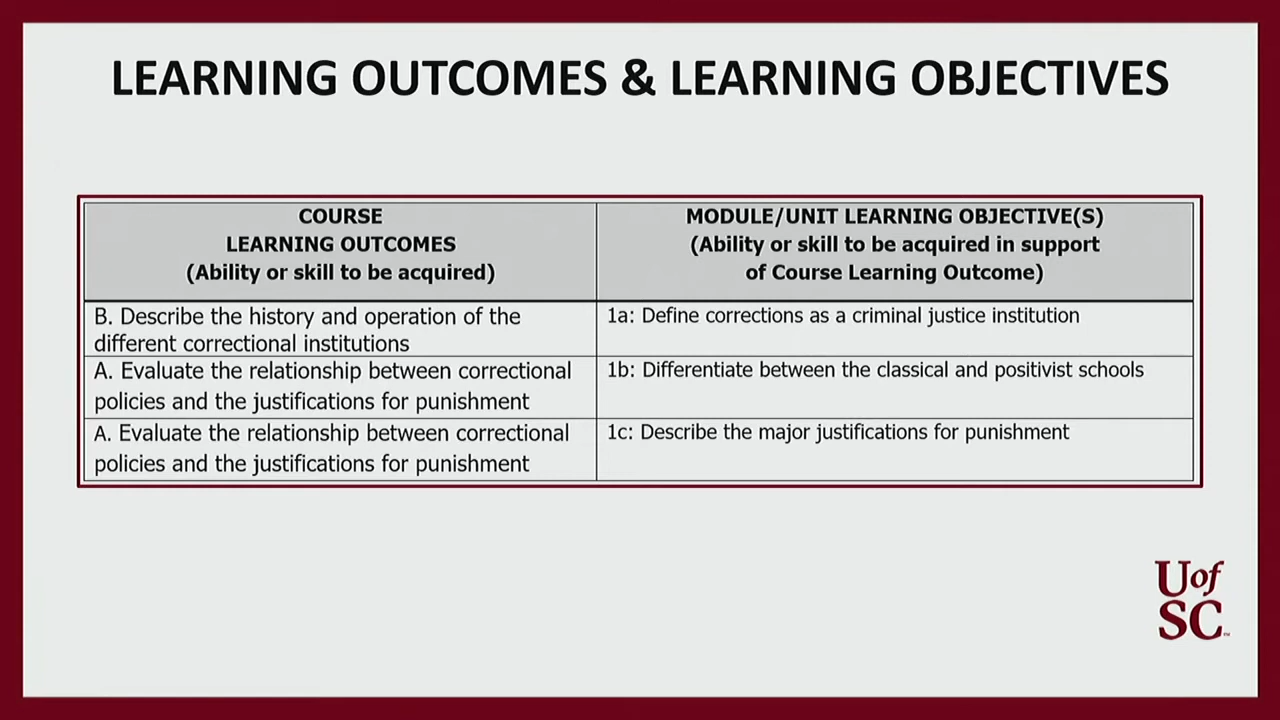 LEARNING OUTCOMES & LEARNING OBJECTIVES
COURSE
LEARNING OUTCOMES
(Ability or skill to be acquired)
MODULE/UNIT LEARNING OBJECTIVE(S)
(Ability or skill to be acquired in support
of Course Learning Outcome)
B. Describe the history and operation of the
different correctional institutions
1a: Define corrections as a criminal justice institution
A. Evaluate the relationship between correctional
policies and the justifications for punishment
1b: Differentiate between the classical and positivist schools
A. Evaluate the relationship between correctional
policies and the justifications for punishment
1c: Describe the major justifications for punishment
U of
SC